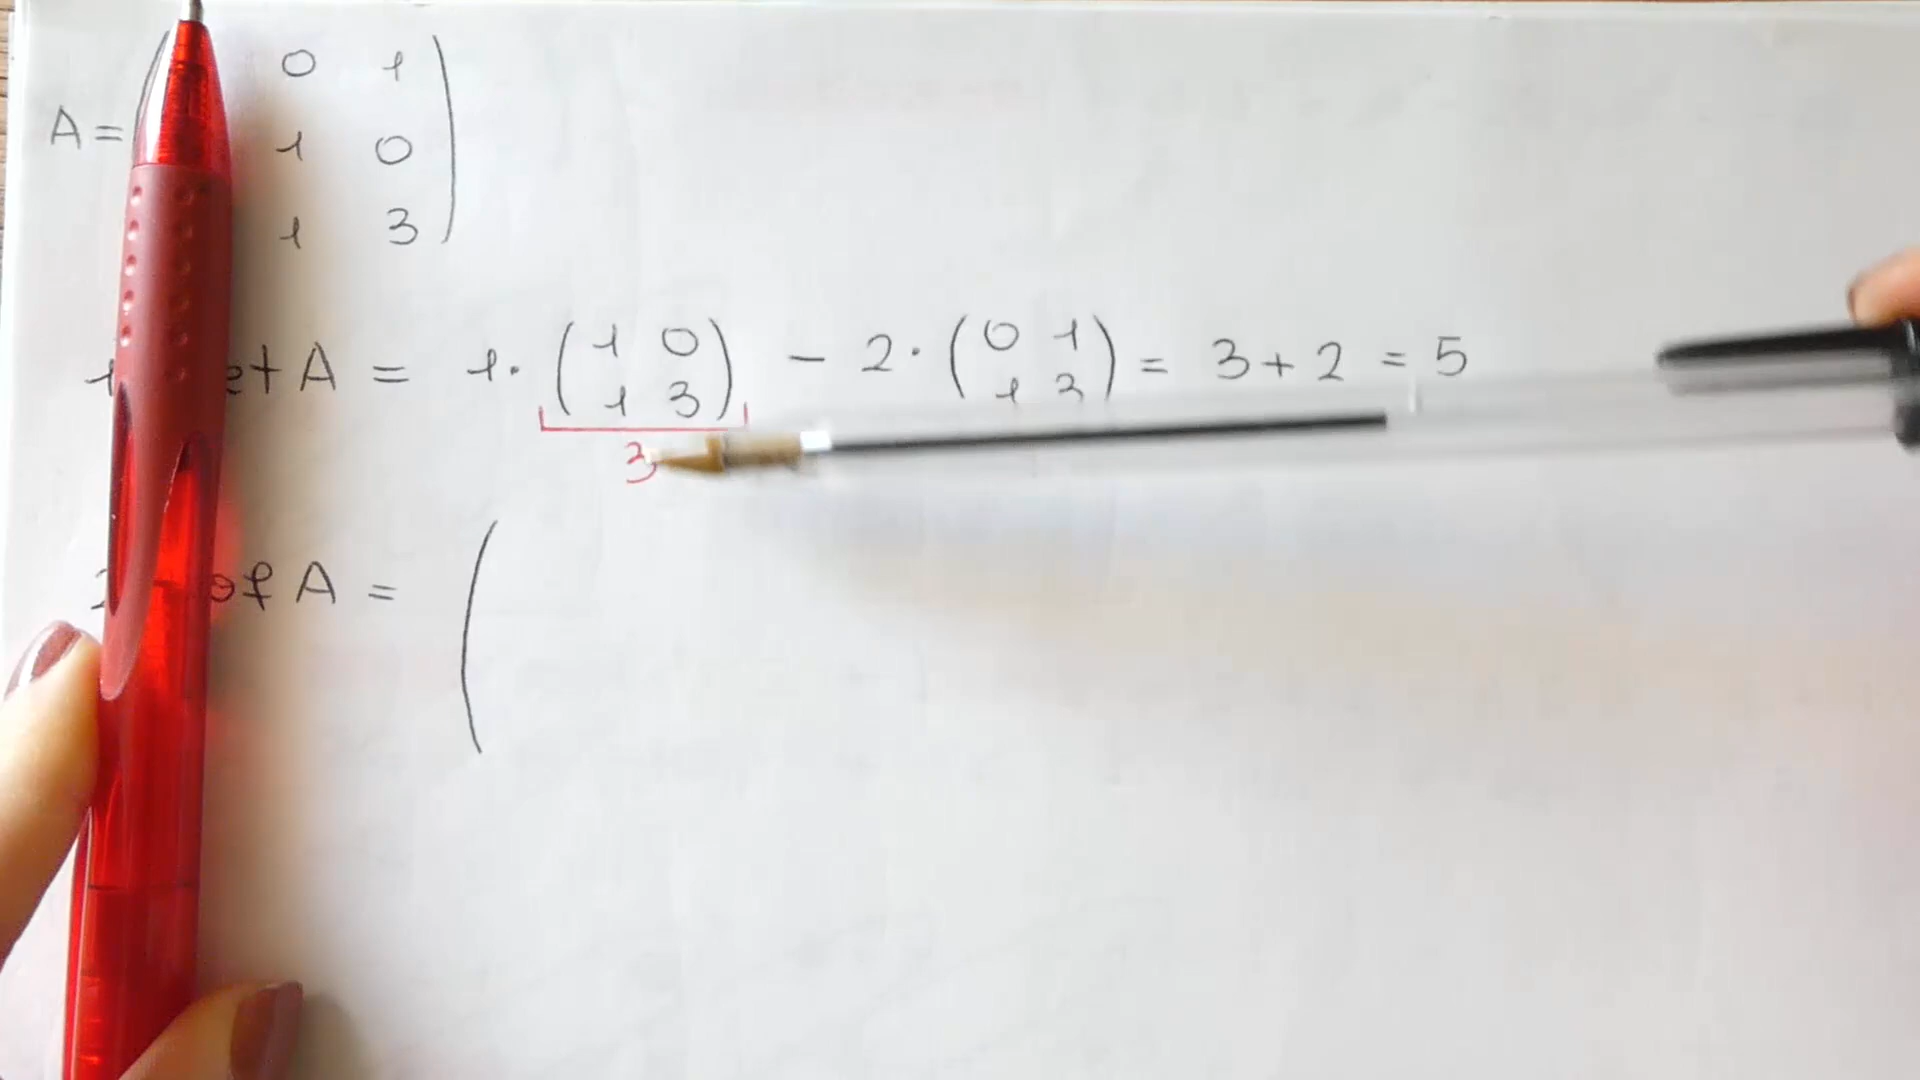 0 1
A = ( 1 0 )
1 3
et A = 1 · ( 1 0 ) - 2 · ( 0 1 ) = 3 + 2 = 5
1 3 1 3
3
of A = (